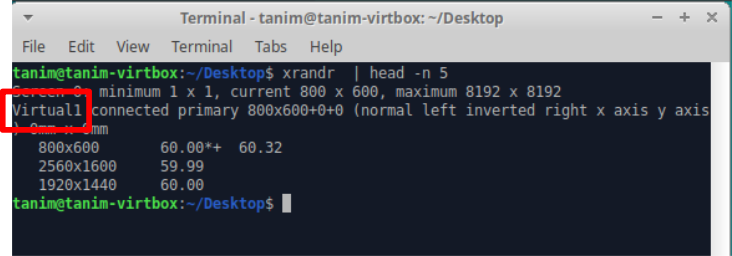 Terminal - tanim@tanim-virtbox: ~/Desktop
File Edit View Terminal Tabs Help
tanim@tanim-virtbox:~/Desktop$ xrandr | head -n 5
Screen 0: minimum 1 x 1, current 800 x 600, maximum 8192 x 8192
Virtual1 connected primary 800x600+0+0 (normal left inverted right x axis y axis
) 0mm x 0mm
800x600 60.00*+ 60.32
2560x1600 59.99
1920x1440 60.00
tanim@tanim-virtbox:~/Desktop$